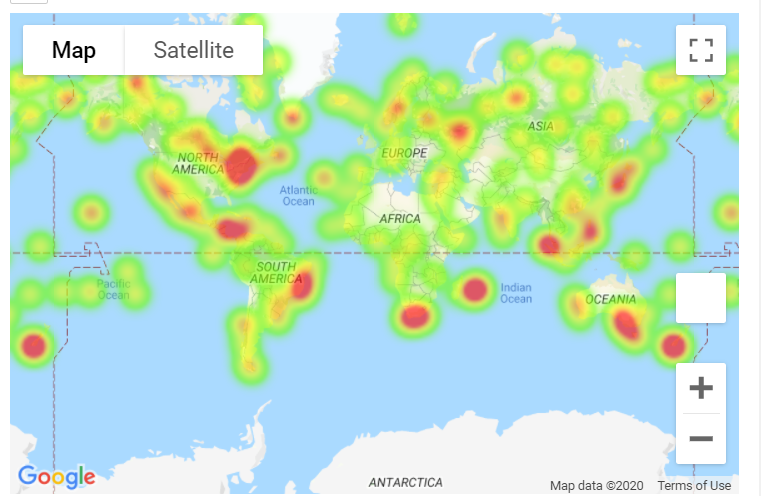 Map Satellite
ASIA
EUROPE
NORTH
AMERICA
Atlantic
Ocean
AFRICA
SOUTH
AMERICA
Pacific
Ocean
Indian
Ocean
OCEANIA
Google
ANTARCTICA
Map data ©2020 Terms of Use